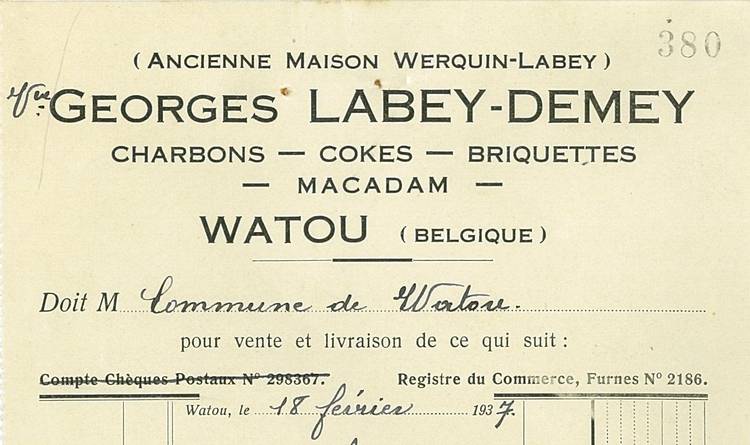 380
( ANCIENNE MAISON WERQUIN-LABEY )
Vve GEORGES LABEY-DEMEY
CHARBONS — COKES — BRIQUETTES
— MACADAM —
WATOU ( BELGIQUE )
Doit M Commune de Watou.
pour vente et livraison de ce qui suit :
Compte Chèques Postaux Nº 298367. Registre du Commerce, Furnes Nº 2186.
Watou, le 18 février 1937.